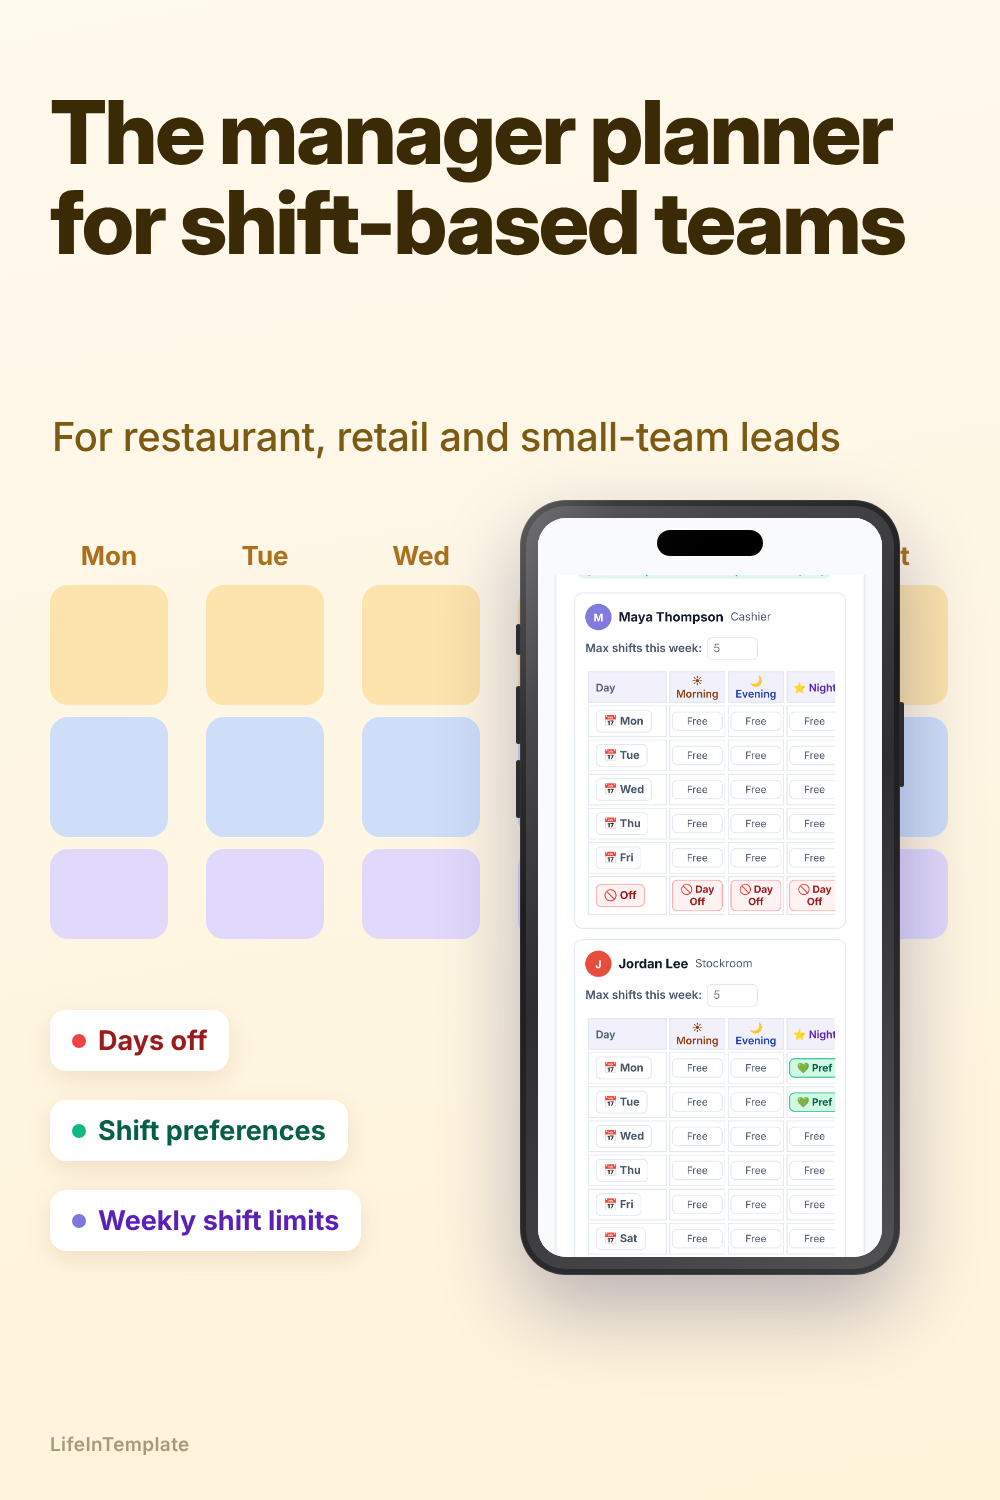 The manager planner
for shift-based teams
For restaurant, retail and small-team leads
Mon Tue Wed
t
M Maya Thompson Cashier
Max shifts this week: 5
Day ☀ Morning 🌙 Evening ⭐ Night
📅 Mon Free Free Free
📅 Tue Free Free Free
📅 Wed Free Free Free
📅 Thu Free Free Free
📅 Fri Free Free Free
🚫 Off 🚫 Day Off 🚫 Day Off 🚫 Day Off
J Jordan Lee Stockroom
Max shifts this week: 5
Day ☀ Morning 🌙 Evening ⭐ Night
📅 Mon Free Free 💚 Pref
📅 Tue Free Free 💚 Pref
📅 Wed Free Free Free
📅 Thu Free Free Free
📅 Fri Free Free Free
📅 Sat Free Free Free
Days off
Shift preferences
Weekly shift limits
LifeInTemplate